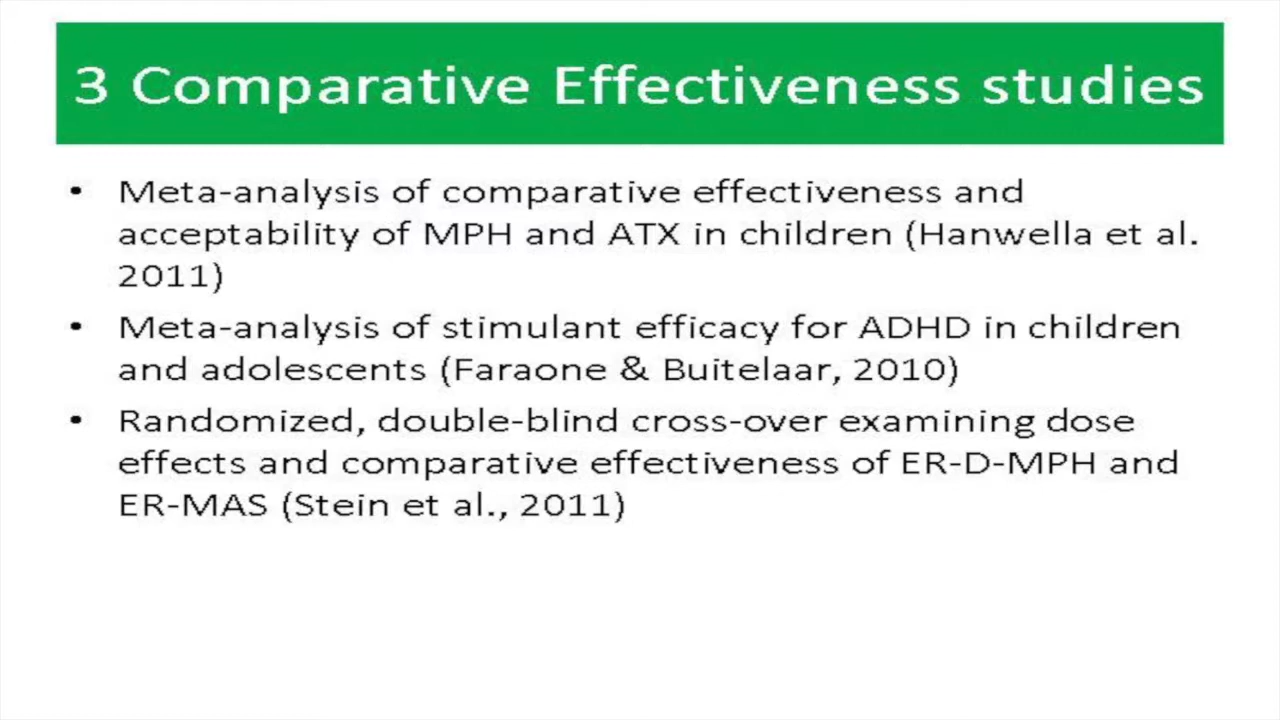 3 Comparative Effectiveness studies
• Meta-analysis of comparative effectiveness and
acceptability of MPH and ATX in children (Hanwella et al.
2011)
• Meta-analysis of stimulant efficacy for ADHD in children
and adolescents (Faraone & Buitelaar, 2010)
• Randomized, double-blind cross-over examining dose
effects and comparative effectiveness of ER-D-MPH and
ER-MAS (Stein et al., 2011)